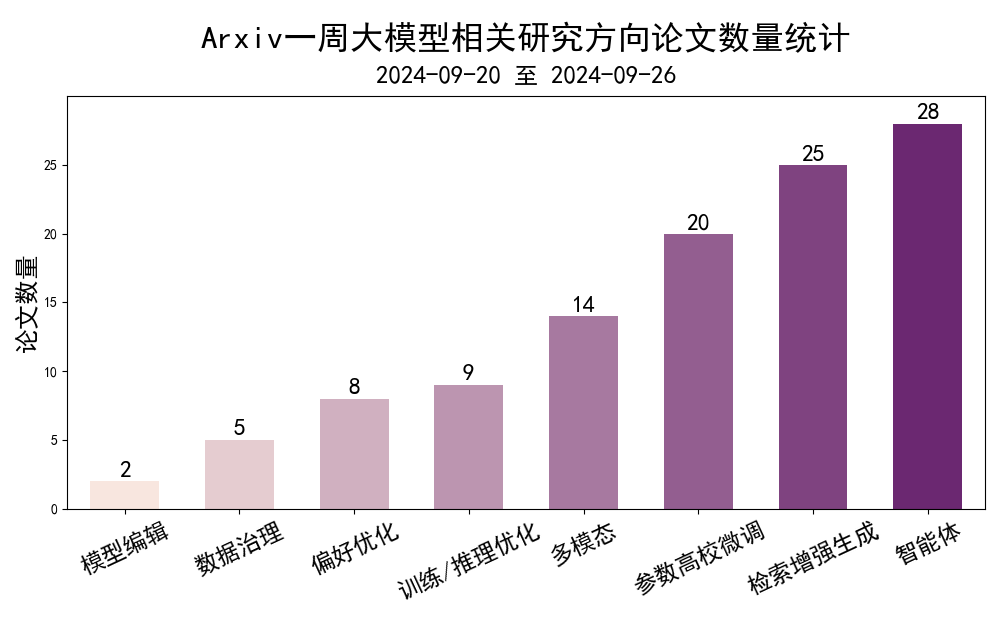 Arxiv一周大模型相关研究方向论文数量统计
2024-09-20 至 2024-09-26
论文数量
25
20
15
10
5
0
2
5
8
9
14
20
25
28
模型编辑
数据治理
偏好优化
训练/推理优化
多模态
参数高校微调
检索增强生成
智能体